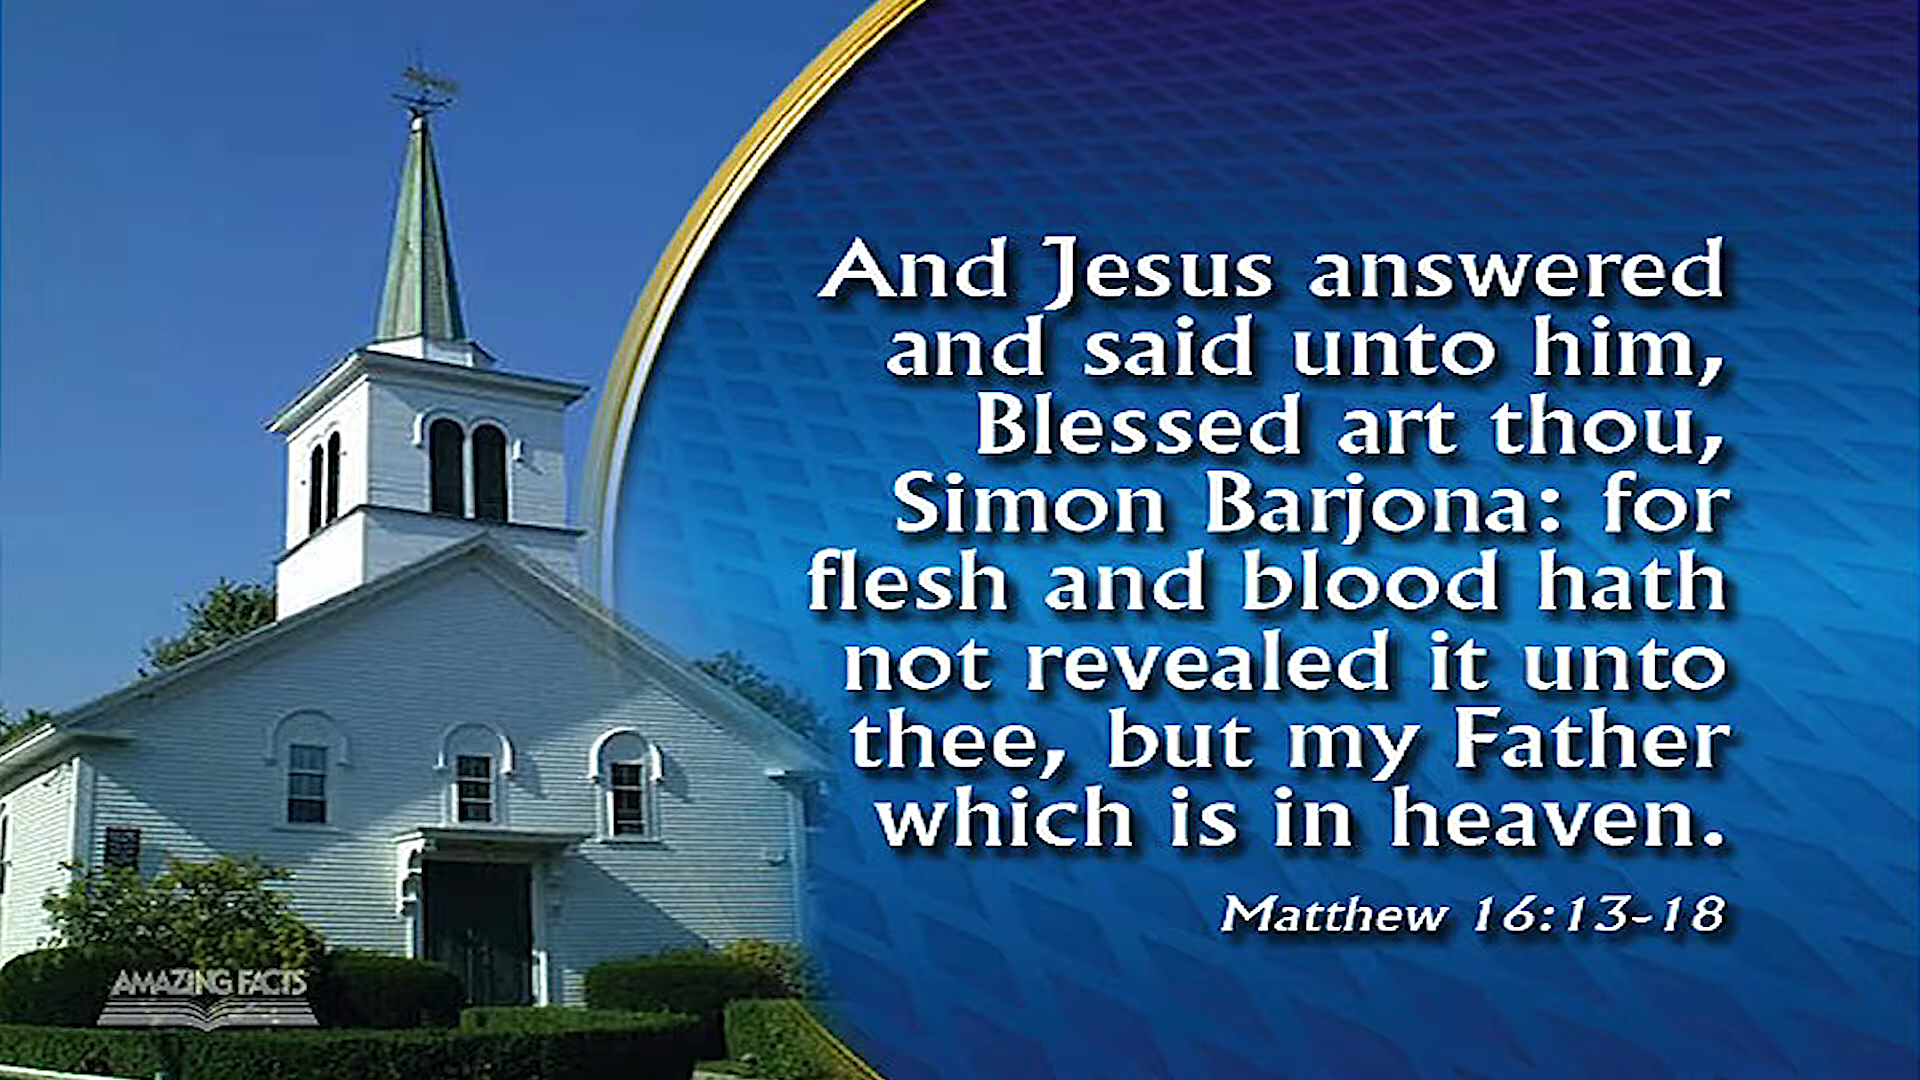 And Jesus answered
and said unto him,
Blessed art thou,
Simon Barjona: for
flesh and blood hath
not revealed it unto
thee, but my Father
which is in heaven.
Matthew 16:13-18
AMAZING FACTS